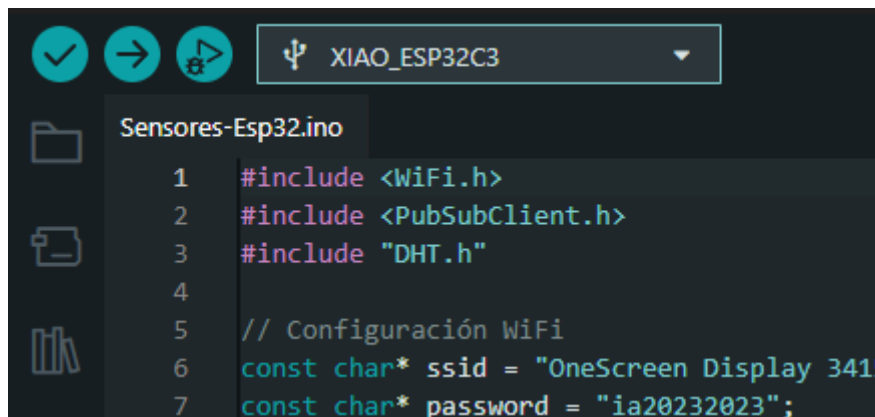 XIAO_ESP32C3
Sensores-Esp32.ino
1 #include <WiFi.h>
2 #include <PubSubClient.h>
3 #include "DHT.h"
4
5 // Configuración WiFi
6 const char* ssid = "OneScreen Display 341
7 const char* password = "ia20232023";